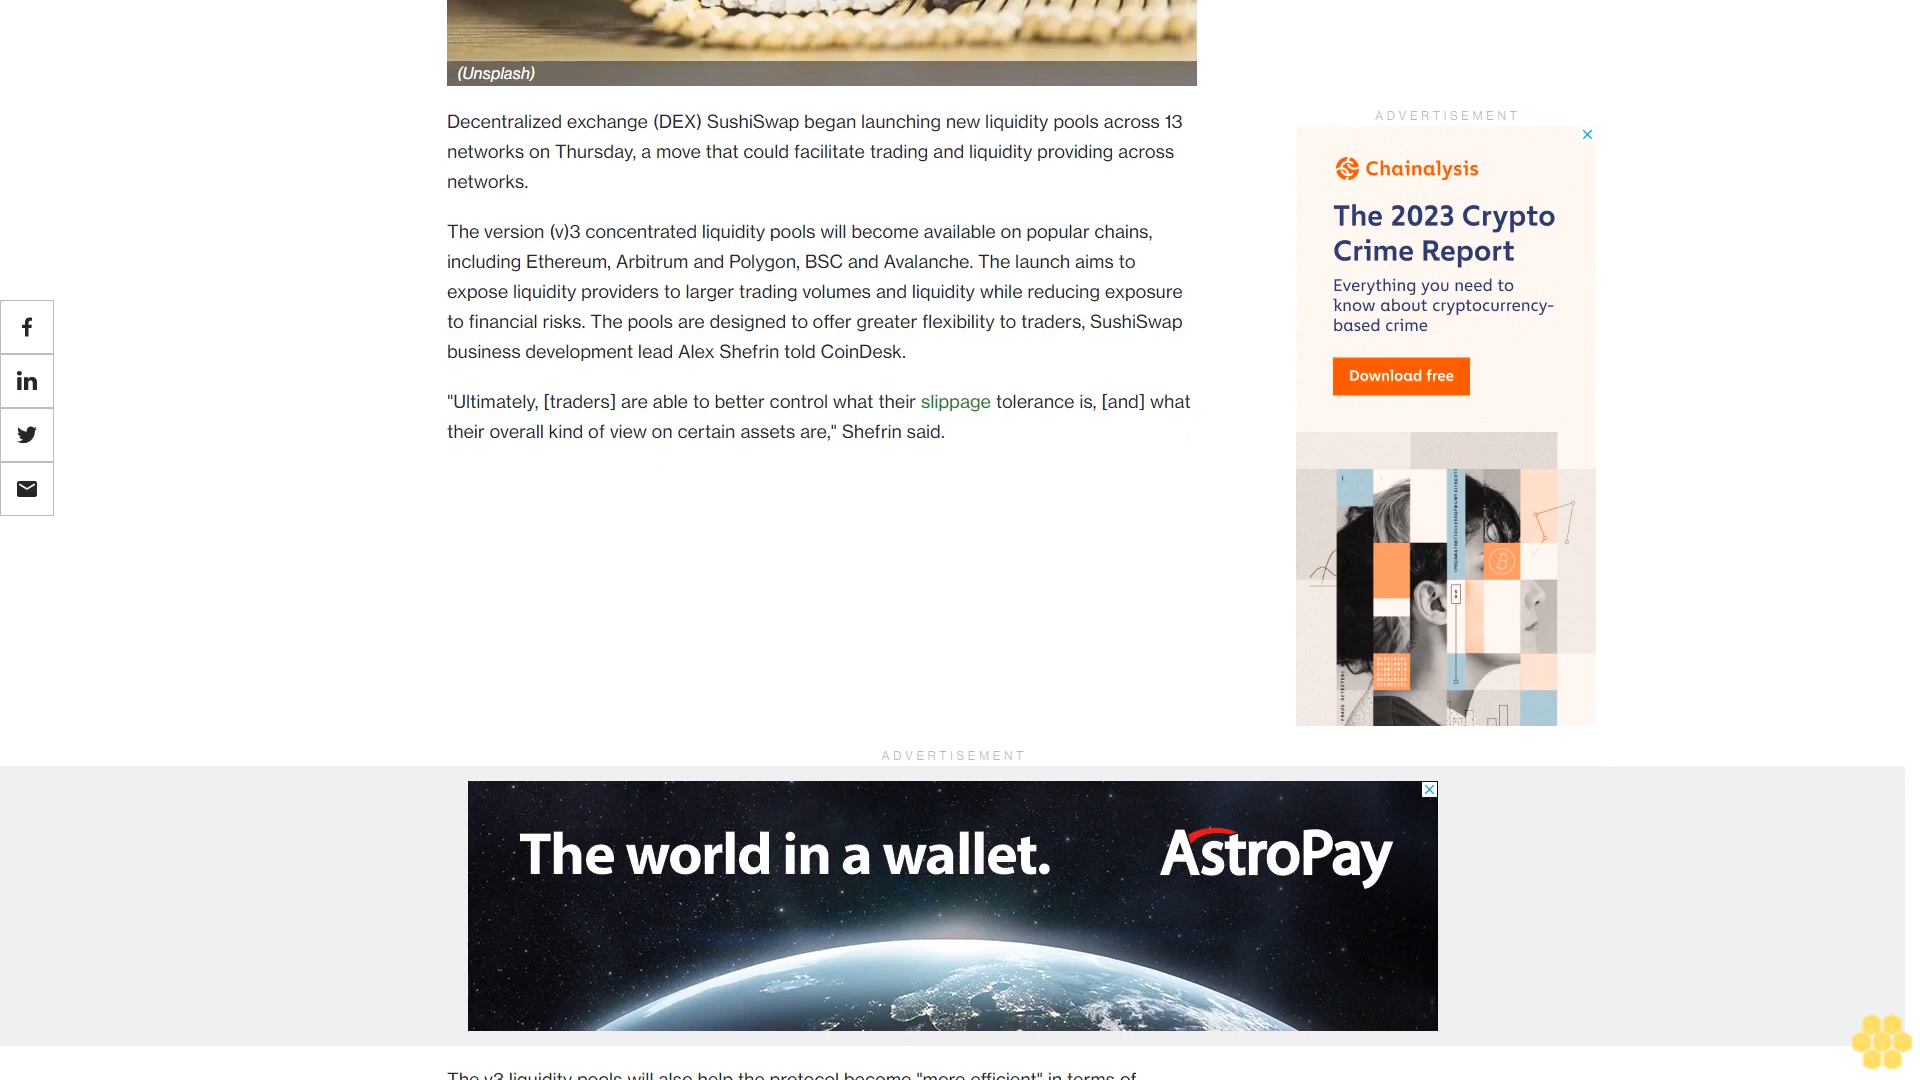 (Unsplash)
Decentralized exchange (DEX) SushiSwap began launching new liquidity pools across 13
networks on Thursday, a move that could facilitate trading and liquidity providing across
networks.
The version (v)3 concentrated liquidity pools will become available on popular chains,
including Ethereum, Arbitrum and Polygon, BSC and Avalanche. The launch aims to
expose liquidity providers to larger trading volumes and liquidity while reducing exposure
to financial risks. The pools are designed to offer greater flexibility to traders, SushiSwap
business development lead Alex Shefrin told CoinDesk.
"Ultimately, [traders] are able to better control what their slippage tolerance is, [and] what
their overall kind of view on certain assets are," Shefrin said.
ADVERTISEMENT
Chainalysis
The 2023 Crypto
Crime Report
Everything you need to
know about cryptocurrency-
based crime
Download free
ADVERTISEMENT
The world in a wallet.
AstroPay
The v3 liquidity pools will also help the protocol become "more efficient" in terms of